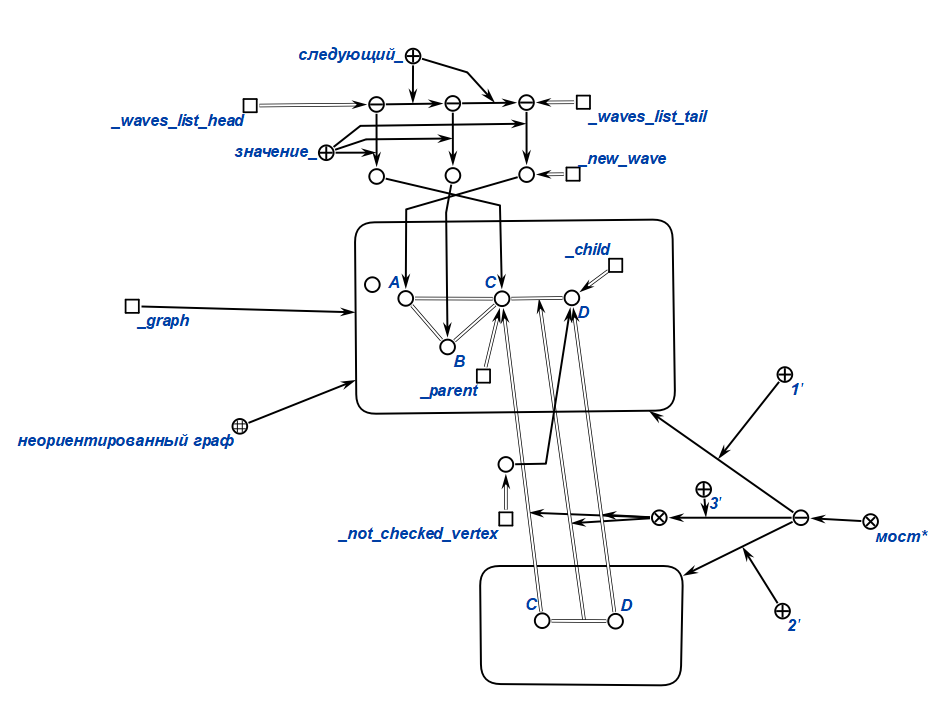 следующий_
_waves_list_head
_waves_list_tail
значение_
_new_wave
_child
A
C
D
_graph
B
_parent
1'
неориентированный граф
3'
_not_checked_vertex
мост*
C
D
2'